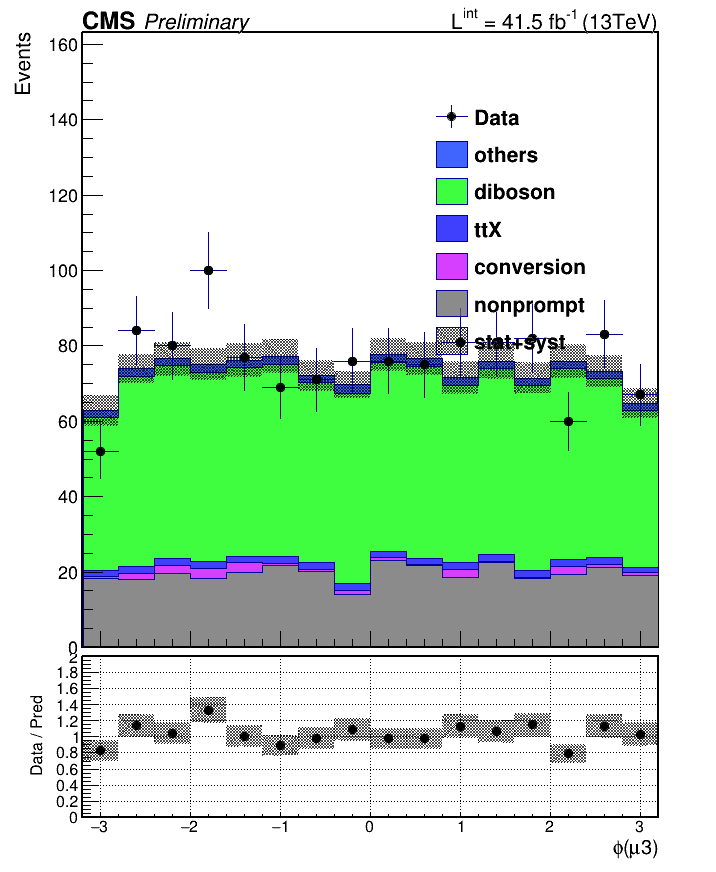 CMS Preliminary
L^int = 41.5 fb^-1 (13TeV)
Events
160
140
120
100
80
60
40
20
0
Data
others
diboson
ttX
conversion
nonprompt
stat+syst
Data / Pred
2
1.8
1.6
1.4
1.2
1
0.8
0.6
0.4
0.2
0
−3 −2 −1 0 1 2 3
ϕ(μ3)